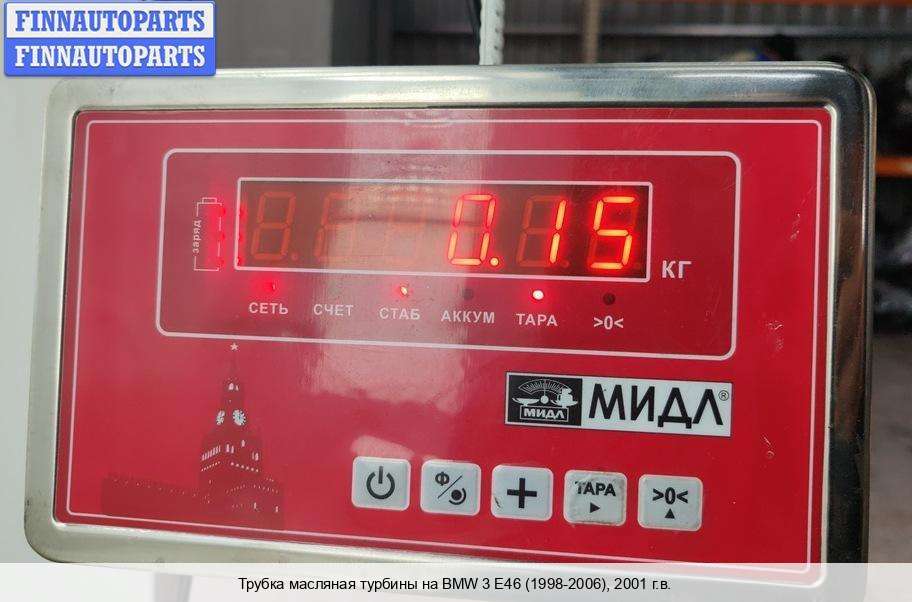 FINNAUTOPARTS
FINNAUTOPARTS
заряд
0.15
КГ
СЕТЬ СЧЕТ СТАБ АККУМ ТАРА >0<
МИДЛ МИДЛ®
Ф ТАРА >0<
Трубка масляная турбины на BMW 3 E46 (1998-2006), 2001 г.в.